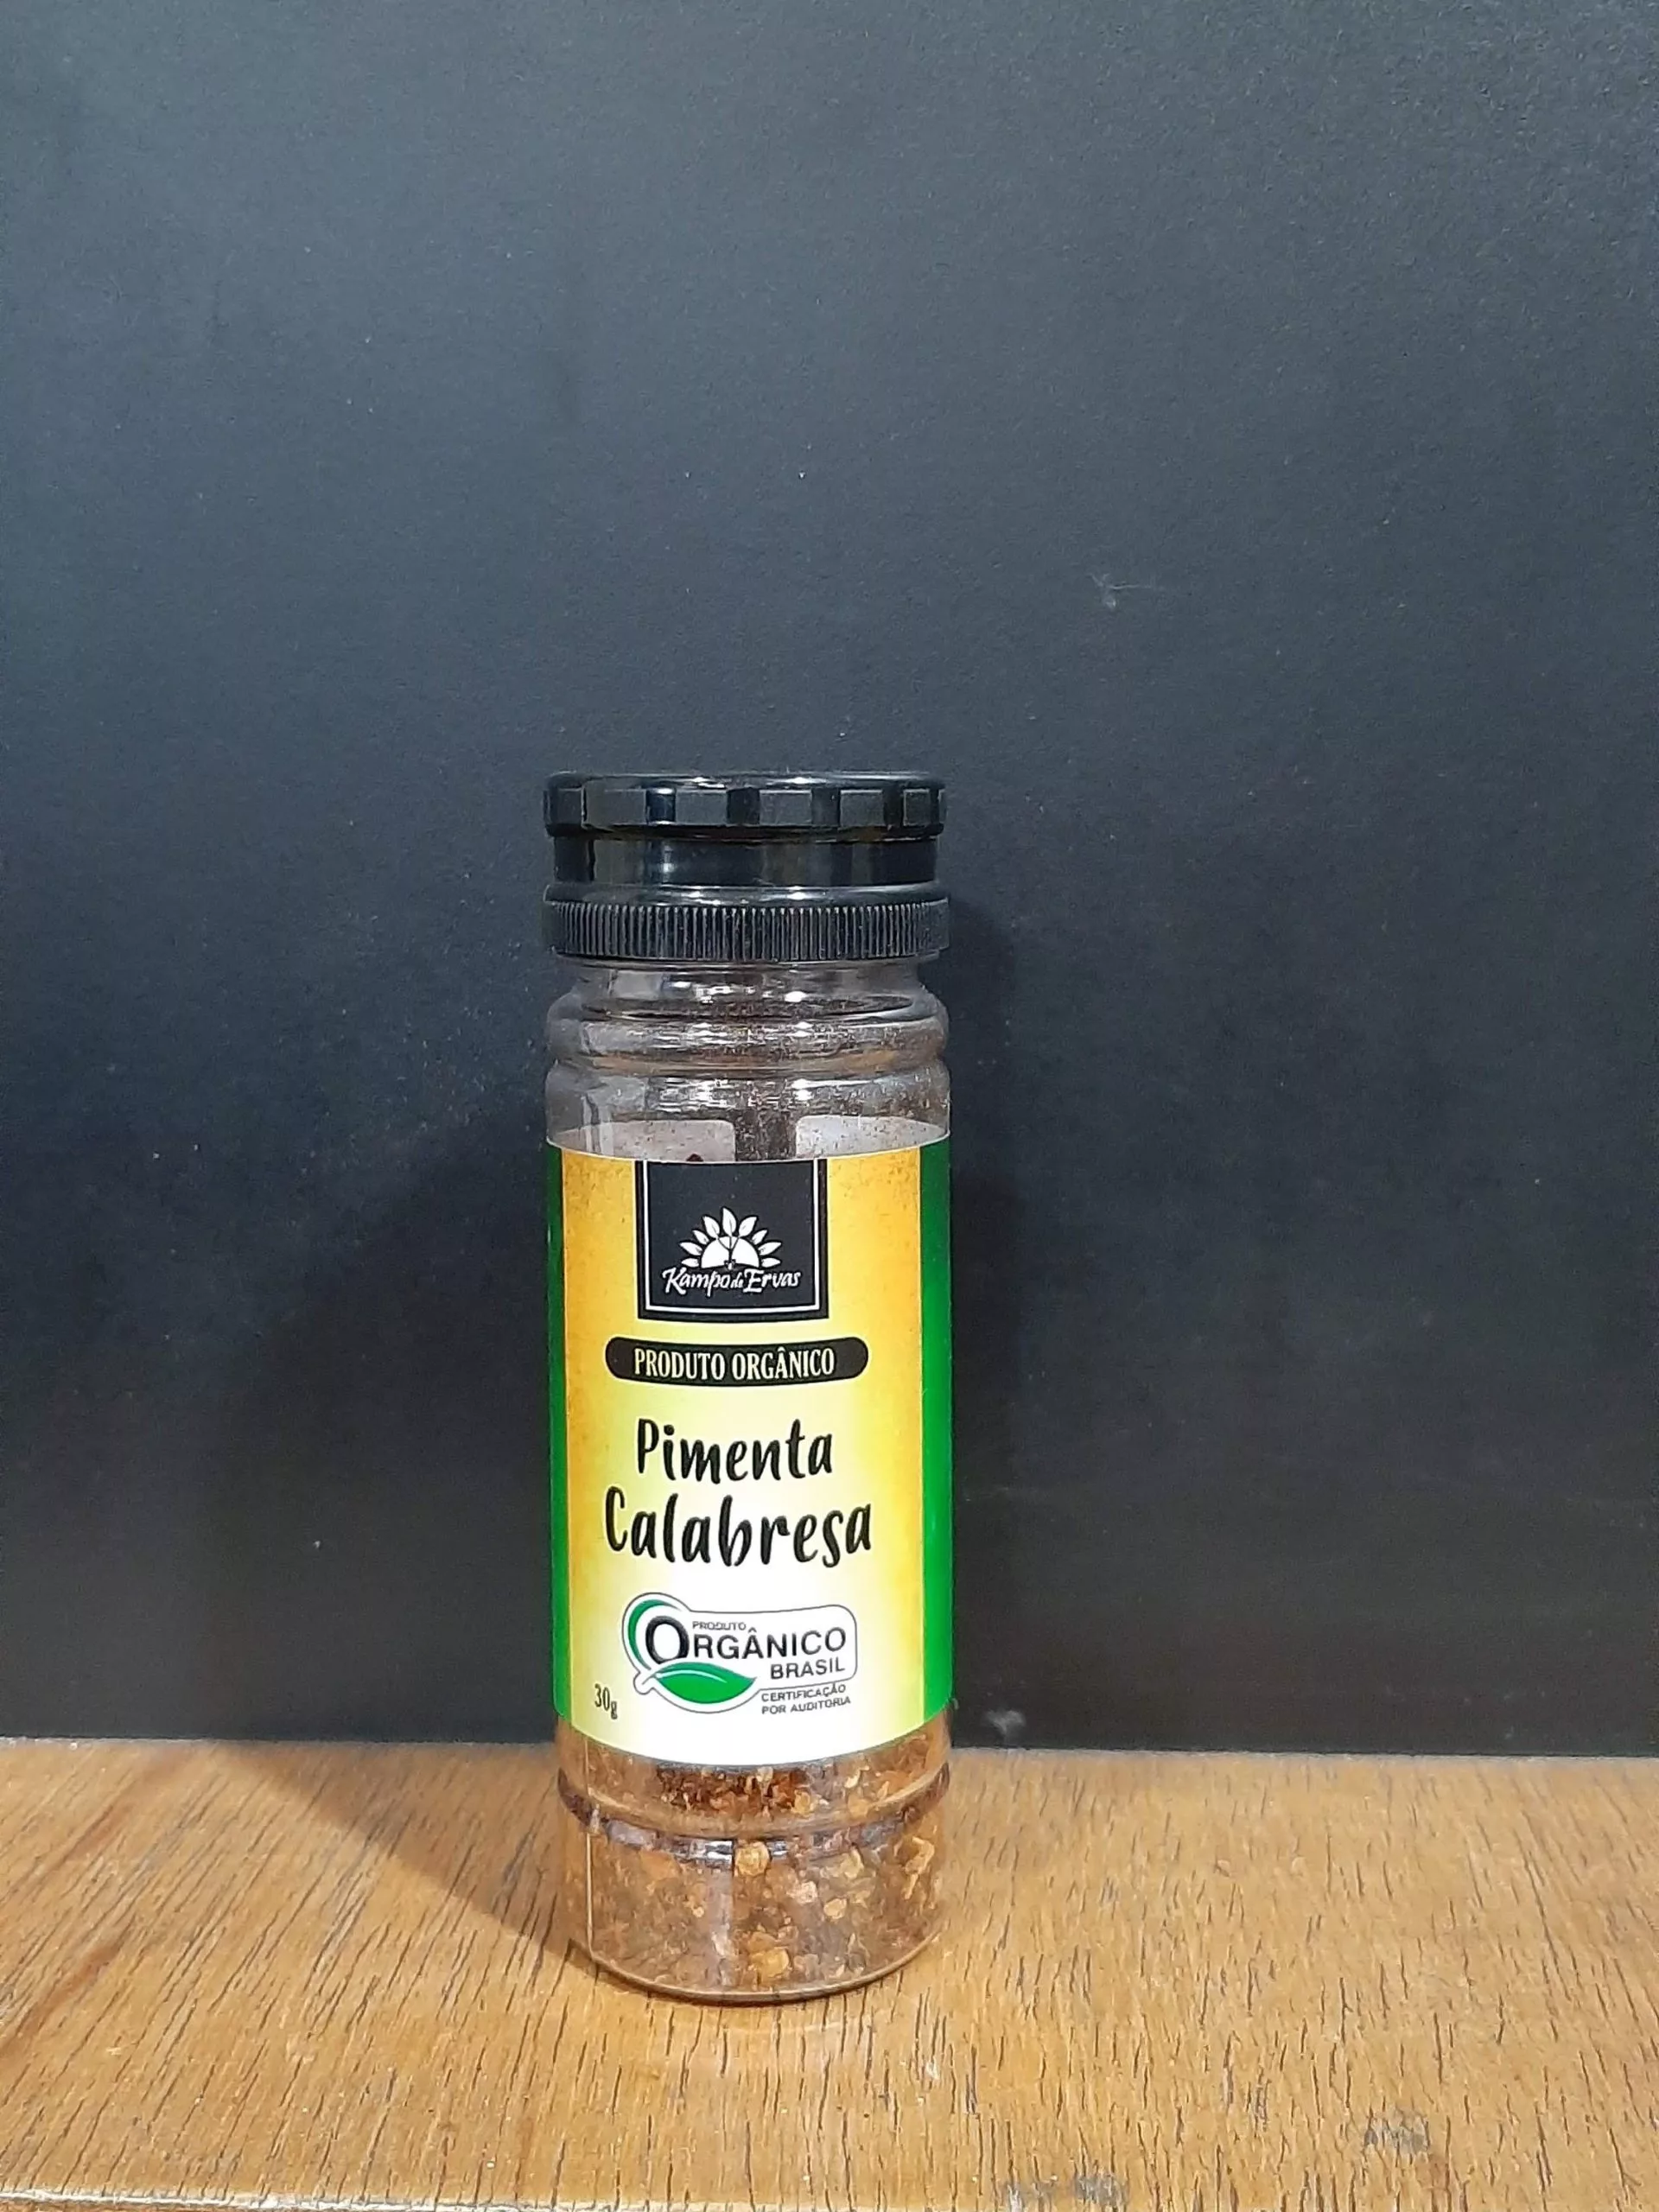 Kampo de Ervas
PRODUTO ORGÂNICO
Pimenta
Calabresa
PRODUTO
ORGÂNICO
BRASIL
CERTIFICAÇÃO
POR AUDITORIA
30g